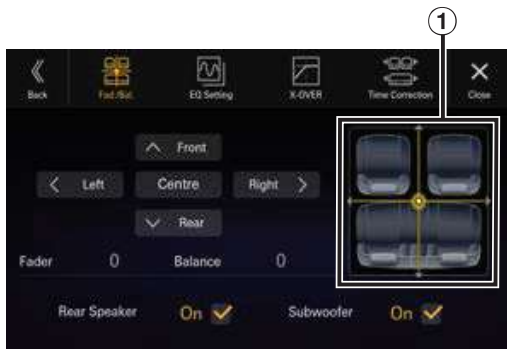 1
Back Fad./Bal. EQ Setting X-OVER Time Correction Close
Front
Left Centre Right
Rear
Fader 0 Balance 0
Rear Speaker On Subwoofer On